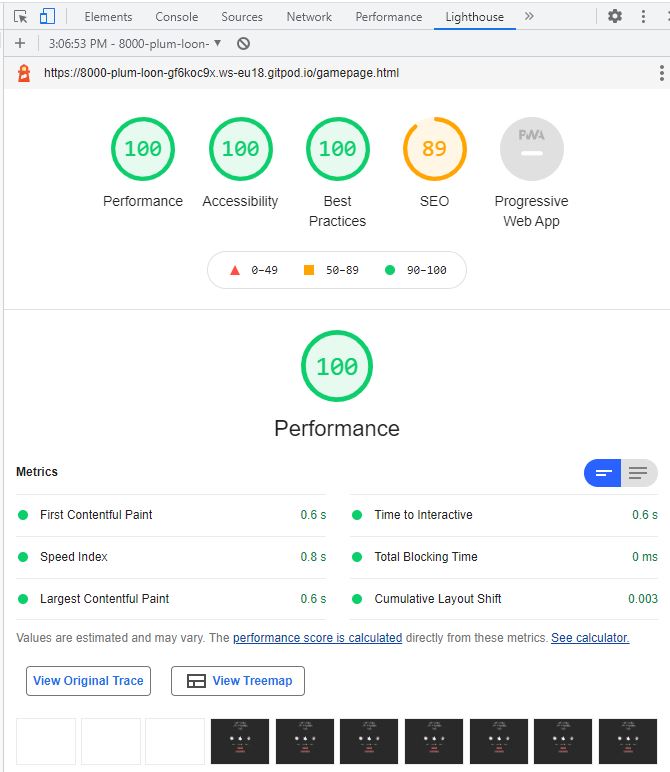 Elements Console Sources Network Performance Lighthouse »
3:06:53 PM - 8000-plum-loon-
https://8000-plum-loon-gf6koc9x.ws-eu18.gitpod.io/gamepage.html
100 100 100 89 PWA
Performance Accessibility Best Practices SEO Progressive Web App
0–49 50–89 90–100
100
Performance
Metrics
First Contentful Paint 0.6 s Time to Interactive 0.6 s
Speed Index 0.8 s Total Blocking Time 0 ms
Largest Contentful Paint 0.6 s Cumulative Layout Shift 0.003
Values are estimated and may vary. The performance score is calculated directly from these metrics. See calculator.
View Original Trace View Treemap